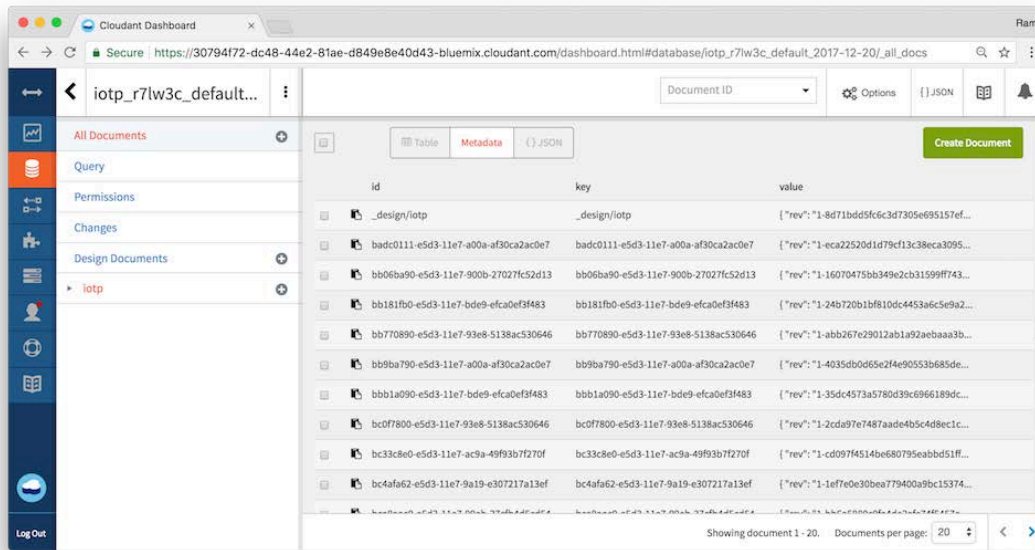 Cloudant Dashboard
Ram
Secure https://30794f72-dc48-44e2-81ae-d849e8e40d43-bluemix.cloudant.com/dashboard.html#database/iotp_r7lw3c_default_2017-12-20/_all_docs
iotp_r7lw3c_default...
Document ID
Options
{ } JSON
All Documents
Query
Permissions
Changes
Design Documents
iotp
Table Metadata { } JSON
Create Document
id key value
_design/iotp _design/iotp { "rev": "1-8d71bdd5fc6c3d7305e695157ef...
badc0111-e5d3-11e7-a00a-af30ca2ac0e7 badc0111-e5d3-11e7-a00a-af30ca2ac0e7 { "rev": "1-eca22520d1d79cf13c38eca3095...
bb06ba90-e5d3-11e7-900b-27027fc52d13 bb06ba90-e5d3-11e7-900b-27027fc52d13 { "rev": "1-16070475bb349e2cb31599ff743...
bb181fb0-e5d3-11e7-bde9-efca0ef3f483 bb181fb0-e5d3-11e7-bde9-efca0ef3f483 { "rev": "1-24b720b1bf810dc4453a6c5e9a2...
bb770890-e5d3-11e7-93e8-5138ac530646 bb770890-e5d3-11e7-93e8-5138ac530646 { "rev": "1-abb267e29012ab1a92aebaaa3b...
bb9ba790-e5d3-11e7-a00a-af30ca2ac0e7 bb9ba790-e5d3-11e7-a00a-af30ca2ac0e7 { "rev": "1-4035db0d65e2f4e90553b685de...
bbb1a090-e5d3-11e7-bde9-efca0ef3f483 bbb1a090-e5d3-11e7-bde9-efca0ef3f483 { "rev": "1-35dc4573a5780d39c6966189dc...
bc0f7800-e5d3-11e7-93e8-5138ac530646 bc0f7800-e5d3-11e7-93e8-5138ac530646 { "rev": "1-2cda97e7487aade4b5c4d8ec1c...
bc33c8e0-e5d3-11e7-ac9a-49f93b7f270f bc33c8e0-e5d3-11e7-ac9a-49f93b7f270f { "rev": "1-cd097f4514be680795eabbd51ff...
bc4afa62-e5d3-11e7-9a19-e307217a13ef bc4afa62-e5d3-11e7-9a19-e307217a13ef { "rev": "1-1ef7e0e30bea779400a9bc15374...
Log Out
Showing document 1 - 20. Documents per page: 20